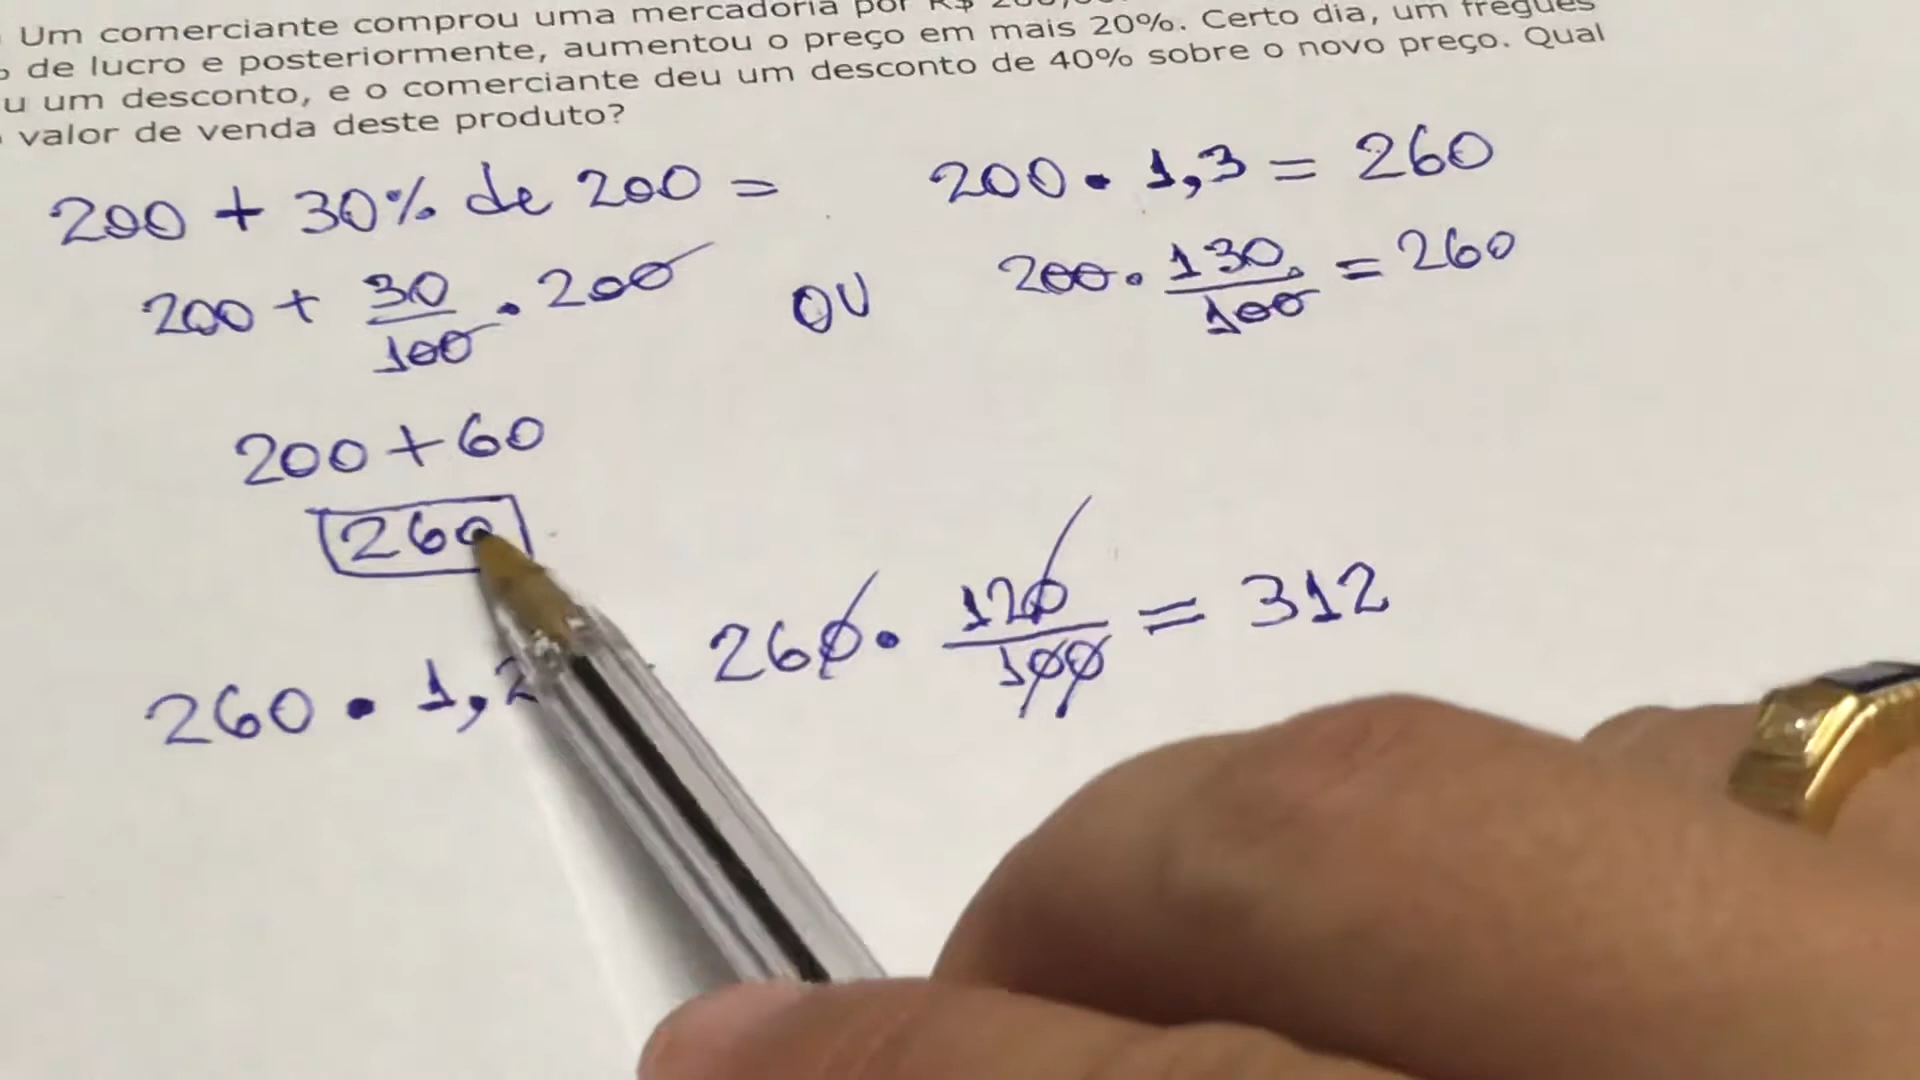 Um comerciante comprou uma mercadoria por R$ 200,
de lucro e posteriormente, aumentou o preço em mais 20%. Certo dia, um freguês
u um desconto, e o comerciante deu um desconto de 40% sobre o novo preço. Qual
valor de venda deste produto?
200 + 30% de 200 =
200 + 30/100 . 200
200 + 60
260
OU
200 . 1,3 = 260
200 . 130/100 = 260
260 . 1,2
260 . 120/100 = 312